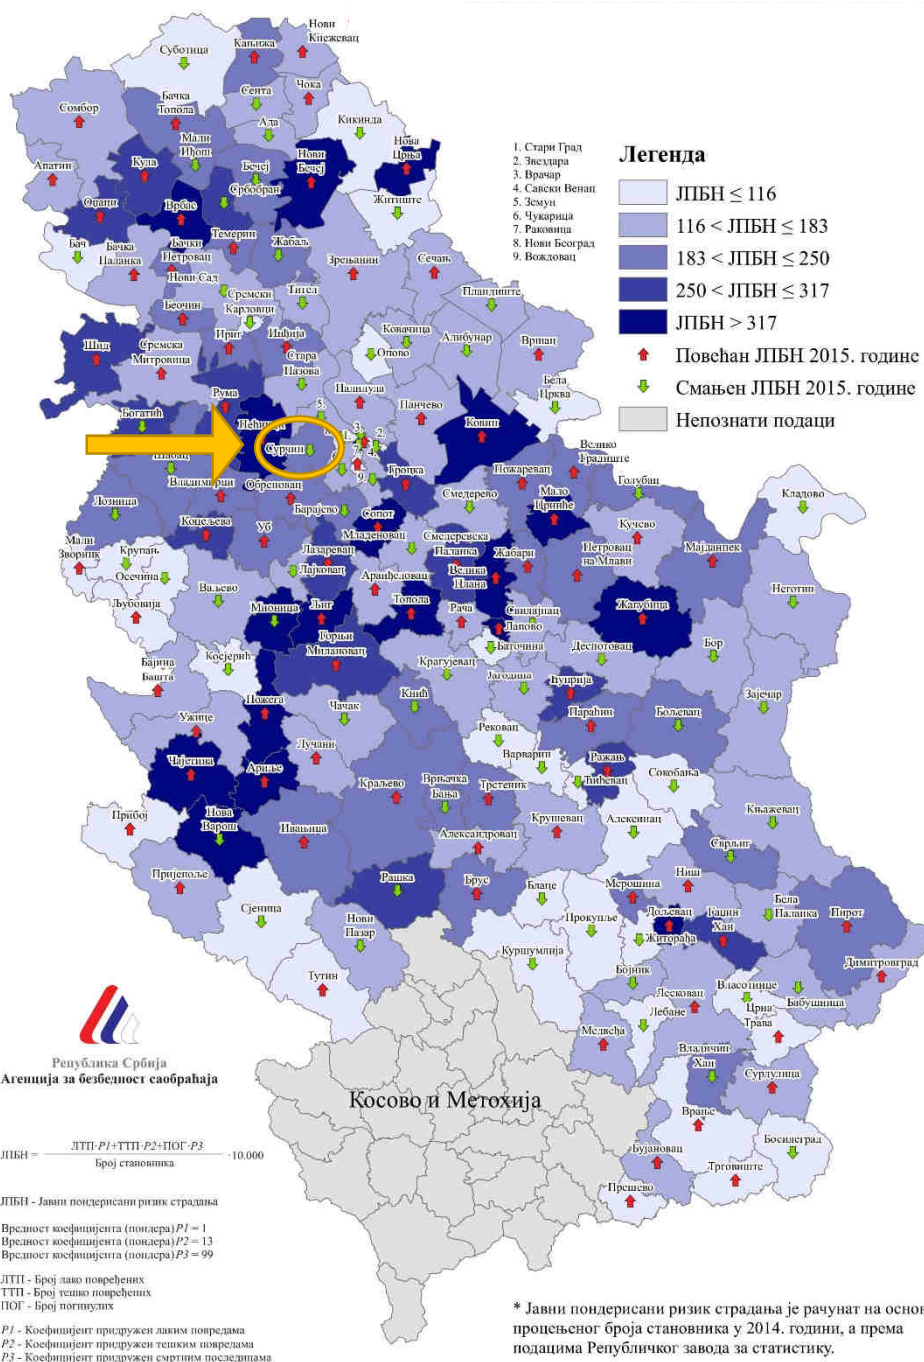 Суботица
Кањижа
Нови
Кнежевац
Сомбор
Бачка
Топола
Сента
Чока
Ада
Кикинда
Мали
Иђош
Апатин
Кула
Бечеј
Нови
Бечеј
Нова
Црња
Оџаци
Врбас
Србобран
Житиште
Бач
Бачка
Паланка
Бачки
Петровац
Темерин
Жабаљ
Зрењанин
Сечањ
Нови Сад
Беочин
Сремски
Карловци
Тител
Пландиште
Шид
Сремска
Митровица
Ириг
Инђија
Стара
Пазова
Опово
Ковачица
Алибунар
Вршац
Бела
Црква
Рума
Палилула
Панчево
Ковин
Богатић
Пећинци
Сурчин
5.
3.
1.
2.
7.
4.
9.
Шабац
Владимирци
Обреновац
Гроцка
Пожаревац
Велико
Градиште
Голубац
Кладово
Лозница
Коцељева
Уб
Барајево
Сопот
Младеновац
Смедерево
Мало
Црниће
Кучево
Мали
Зворник
Крупањ
Осечина
Лазаревац
Лајковац
Смедеревска
Паланка
Велика
Плана
Жабари
Петровац
на Млави
Мајданпек
Љубовија
Ваљево
Мионица
Љиг
Аранђеловац
Топола
Рача
Свилајнац
Лапово
Баточина
Жагубица
Неготин
Бајина
Башта
Косјерић
Горњи
Милановац
Крагујевац
Јагодина
Деспотовац
Бор
Ћуприја
Ужице
Пожега
Чачак
Кнић
Параћин
Бољевац
Зајечар
Чајетина
Ариље
Лучани
Рековац
Варварин
Ражањ
Ћићевац
Сокобања
Прибој
Нова
Варош
Ивањица
Краљево
Врњачка
Бања
Трстеник
Александровац
Крушевац
Алексинац
Књажевац
Сврљиг
Пријепоље
Рашка
Брус
Блаце
Мерошина
Ниш
Бела
Паланка
Пирот
Сјеница
Нови
Пазар
Прокупље
Дољевац
Житорађа
Гаџин
Хан
Димитровград
Тутин
Куршумлија
Бојник
Лесковац
Власотинце
Бабушница
Медвеђа
Лебане
Црна
Трава
Владичин
Хан
Сурдулица
Врање
Бујановац
Босилеград
Трговиште
Прешево
Косово и Метохија
1. Стари Град
2. Звездара
3. Врачар
4. Савски Венац
5. Земун
6. Чукарица
7. Раковица
8. Нови Београд
9. Вождовац
Легенда
ЈПБН ≤ 116
116 < ЈПБН ≤ 183
183 < ЈПБН ≤ 250
250 < ЈПБН ≤ 317
ЈПБН > 317
Повећан ЈПБН 2015. године
Смањен ЈПБН 2015. године
Непознати подаци
Република Србија
Агенција за безбедност саобраћаја
ЈПБН = ЛТП·P1+ТТП·P2+ПОГ·P3 ·10.000
Број становника
ЈПБН - Јавни пондерисани ризик страдања
Вредност коефицијента (пондера) P1 = 1
Вредност коефицијента (пондера) P2 = 13
Вредност коефицијента (пондера) P3 = 99
ЛТП - Број лако повређених
ТТП - Број тешко повређених
ПОГ - Број погинулих
P1 - Коефицијент придружен лаким повредама
P2 - Коефицијент придружен тешким повредама
P3 - Коефицијент придружен смртним последицама
* Јавни пондерисани ризик страдања је рачунат на основ
процењеног броја становника у 2014. години, а према
подацима Републичког завода за статистику.